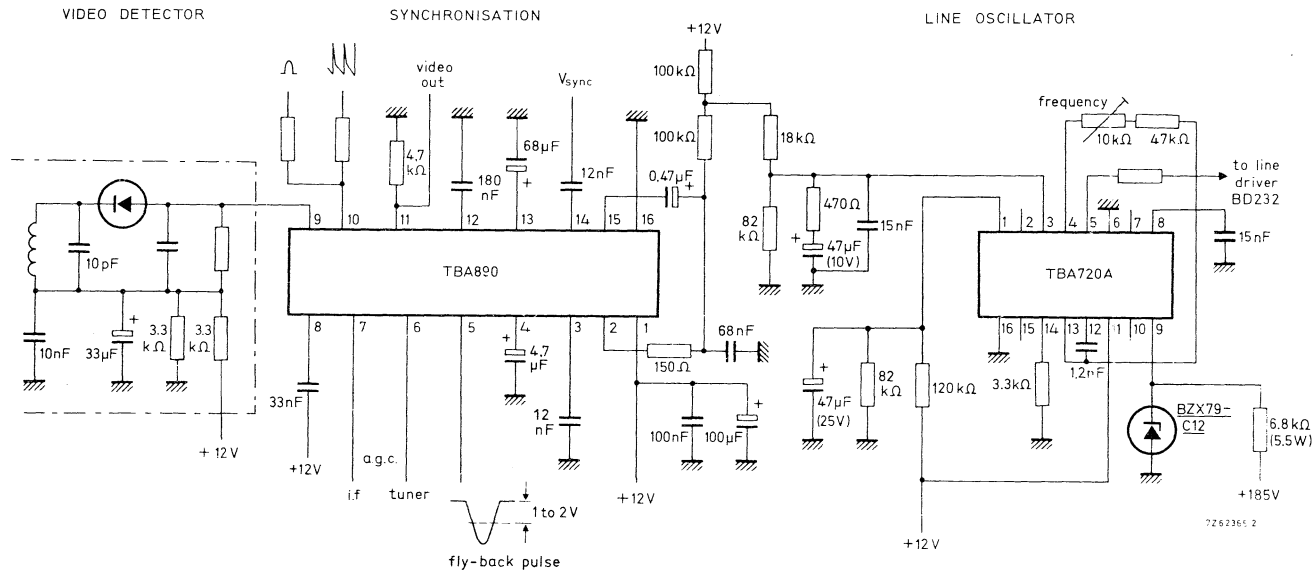 VIDEO DETECTOR
SYNCHRONISATION
LINE OSCILLATOR
+12V
100kΩ
frequency
10kΩ
47kΩ
video
out
Vsync
68μF
+
4.7
kΩ
180
nF
12nF
100kΩ
18kΩ
0,47μF
+
to line
driver
BD232
9
10
11
12
13
14
15
16
82
kΩ
470Ω
+
47μF
(10V)
15nF
1
2
3
4
5
6
7
8
15nF
10pF
TBA890
TBA720A
8
7
6
5
4
3
2
1
16
15
14
13
12
11
10
9
10nF
+
33μF
3.3
kΩ
3.3
kΩ
33nF
+
4.7
μF
12
nF
150Ω
68nF
+
47μF
(25V)
82
kΩ
120kΩ
3.3kΩ
1,2nF
BZX79-
C12
6.8kΩ
(5.5W)
100nF
100μF
+
+12V
+12V
a.g.c.
i.f
tuner
+12V
+185V
1 to 2V
fly-back pulse
+12V
7Z62365.2